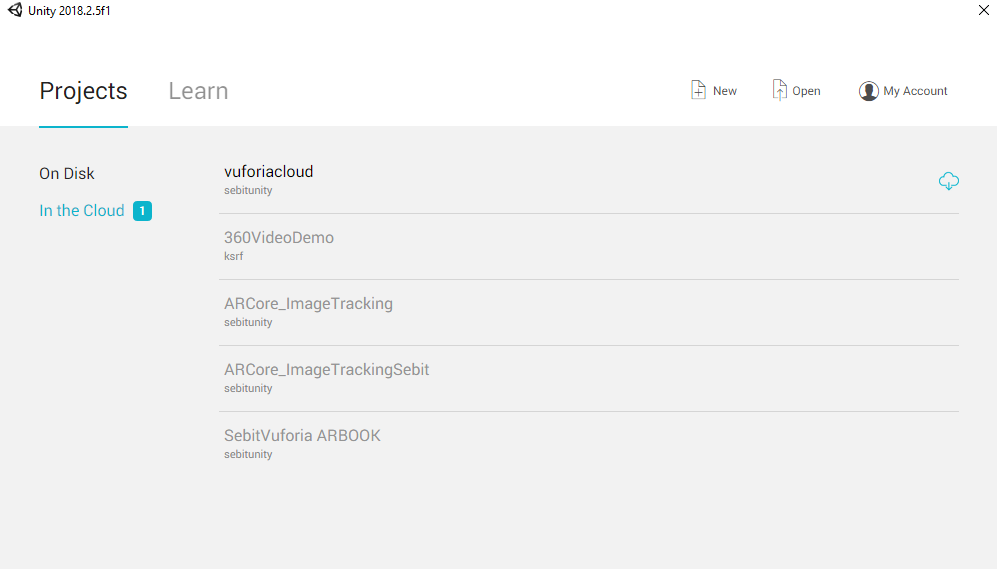 Unity 2018.2.5f1
Projects
Learn
New
Open
My Account
On Disk
In the Cloud 1
vuforiacloud
sebitunity
360VideoDemo
ksrf
ARCore_ImageTracking
sebitunity
ARCore_ImageTrackingSebit
sebitunity
SebitVuforia ARBOOK
sebitunity